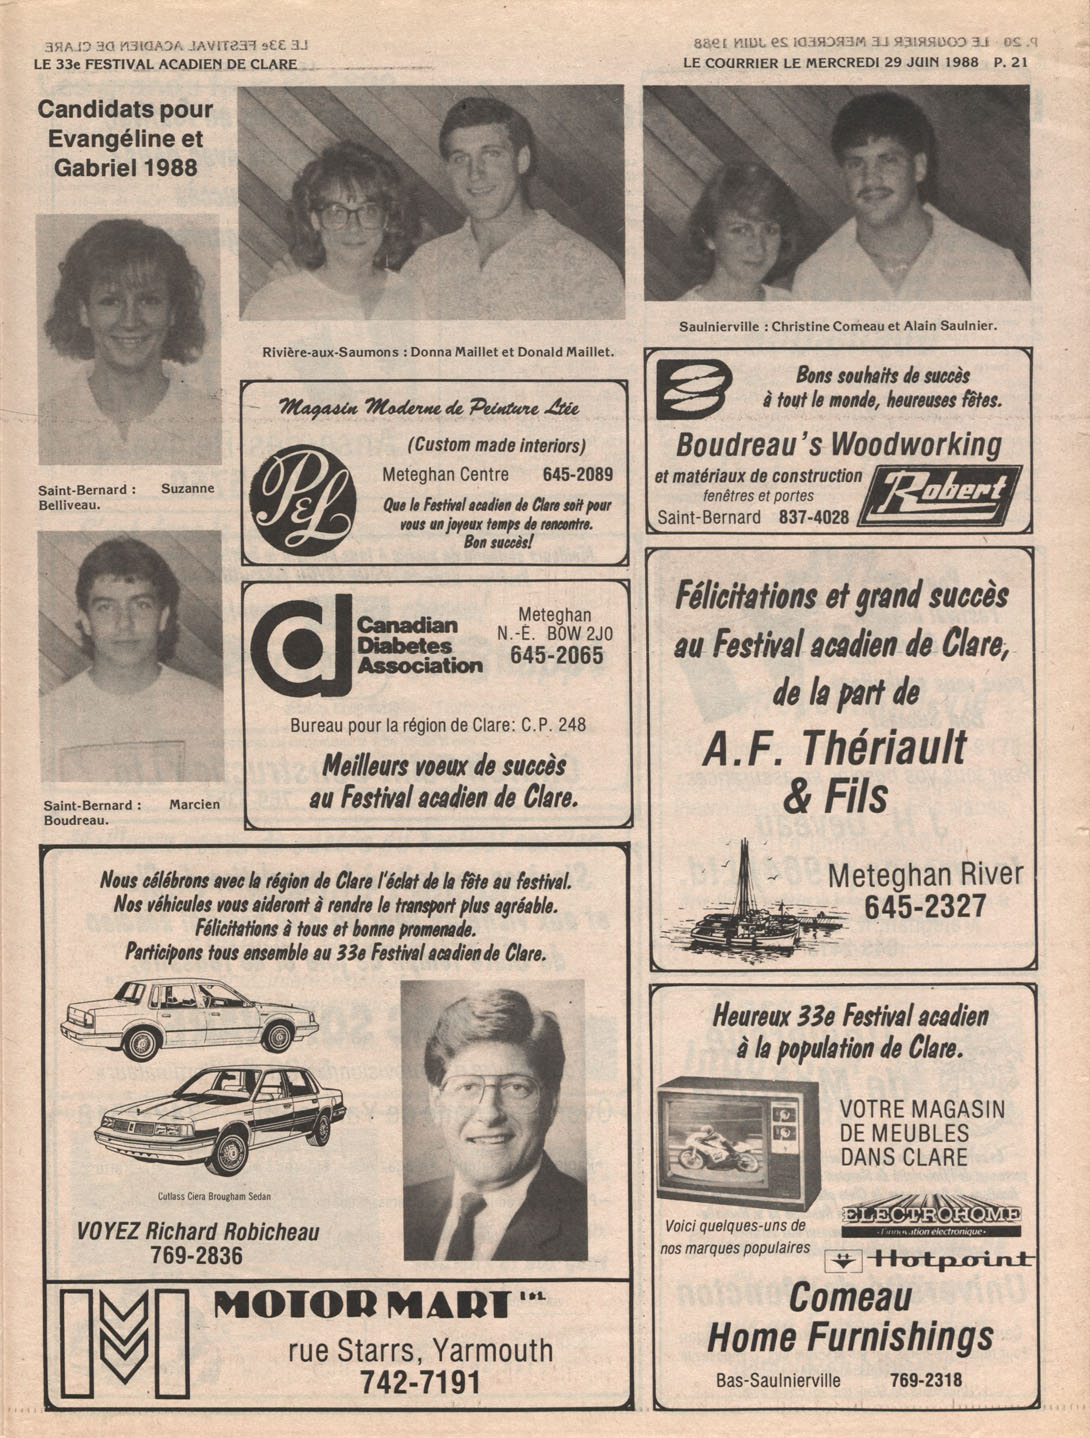 LE 33e FESTIVAL ACADIEN DE CLARE
LE COURRIER LE MERCREDI 29 JUIN 1988 P. 21
Candidats pour
Evangéline et
Gabriel 1988
Saint-Bernard : Suzanne
Belliveau.
Saint-Bernard : Marcien
Boudreau.
Rivière-aux-Saumons : Donna Maillet et Donald Maillet.
Saulnierville : Christine Comeau et Alain Saulnier.
Magasin Moderne de Peinture Ltée
P&L
(Custom made interiors)
Meteghan Centre 645-2089
Que le Festival acadien de Clare soit pour
vous un joyeux temps de rencontre.
Bon succès!
Bons souhaits de succès
à tout le monde, heureuses fêtes.
Boudreau's Woodworking
et matériaux de construction
fenêtres et portes
Saint-Bernard 837-4028
Robert
Canadian
Diabetes
Association
Meteghan
N.-É. B0W 2J0
645-2065
Bureau pour la région de Clare: C.P. 248
Meilleurs voeux de succès
au Festival acadien de Clare.
Félicitations et grand succès
au Festival acadien de Clare,
de la part de
A.F. Thériault
& Fils
Meteghan River
645-2327
Nous célébrons avec la région de Clare l'éclat de la fête au festival.
Nos véhicules vous aideront à rendre le transport plus agréable.
Félicitations à tous et bonne promenade.
Participons tous ensemble au 33e Festival acadien de Clare.
Cutlass Ciera Brougham Sedan
VOYEZ Richard Robicheau
769-2836
MOTOR MART LTD.
rue Starrs, Yarmouth
742-7191
Heureux 33e Festival acadien
à la population de Clare.
VOTRE MAGASIN
DE MEUBLES
DANS CLARE
Voici quelques-uns de
nos marques populaires
ELECTROHOME
l'innovation électronique
Hotpoint
Comeau
Home Furnishings
Bas-Saulnierville 769-2318